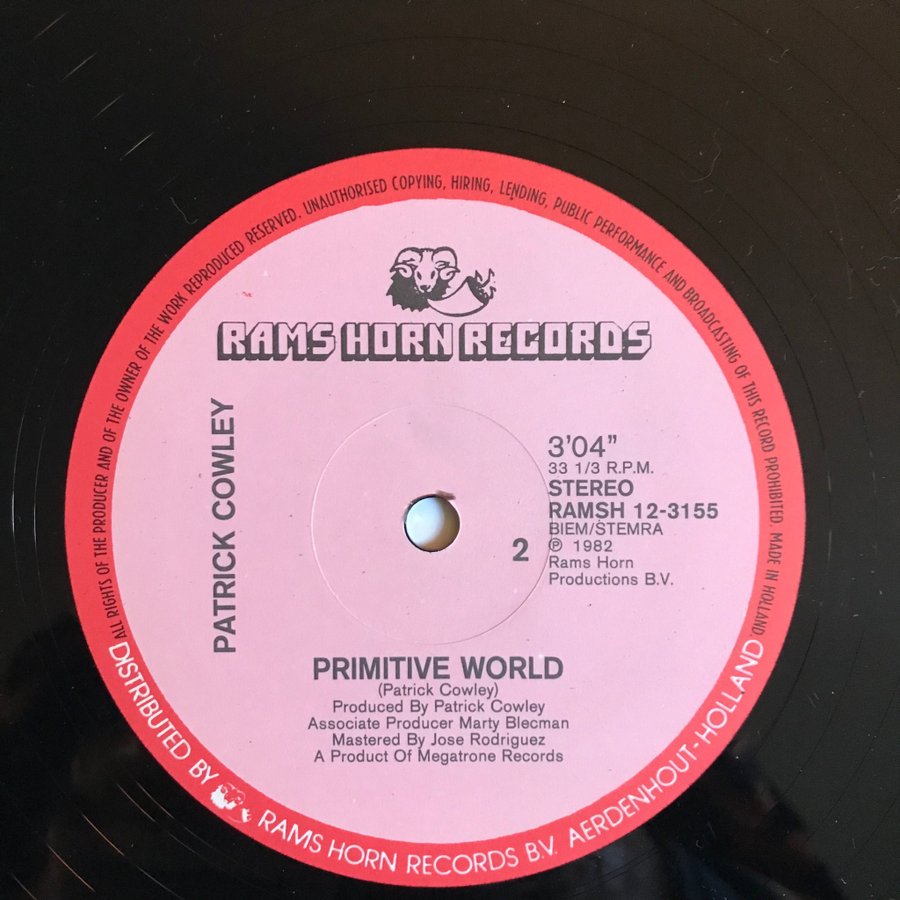 ALL RIGHTS OF THE PRODUCER AND OF THE OWNER OF THE WORK REPRODUCED RESERVED. UNAUTHORISED COPYING, HIRING, LENDING, PUBLIC PERFORMANCE AND BROADCASTING OF THIS RECORD PROHIBITED. MADE IN HOLLAND.
RAMS HORN RECORDS
PATRICK COWLEY
3'04"
33 1/3 R.P.M.
STEREO
RAMSH 12-3155
BIEM/STEMRA
2
℗ 1982
Rams Horn
Productions B.V.
PRIMITIVE WORLD
(Patrick Cowley)
Produced By Patrick Cowley
Associate Producer Marty Blecman
Mastered By Jose Rodriguez
A Product Of Megatrone Records
DISTRIBUTED BY RAMS HORN RECORDS B.V. AERDENHOUT-HOLLAND